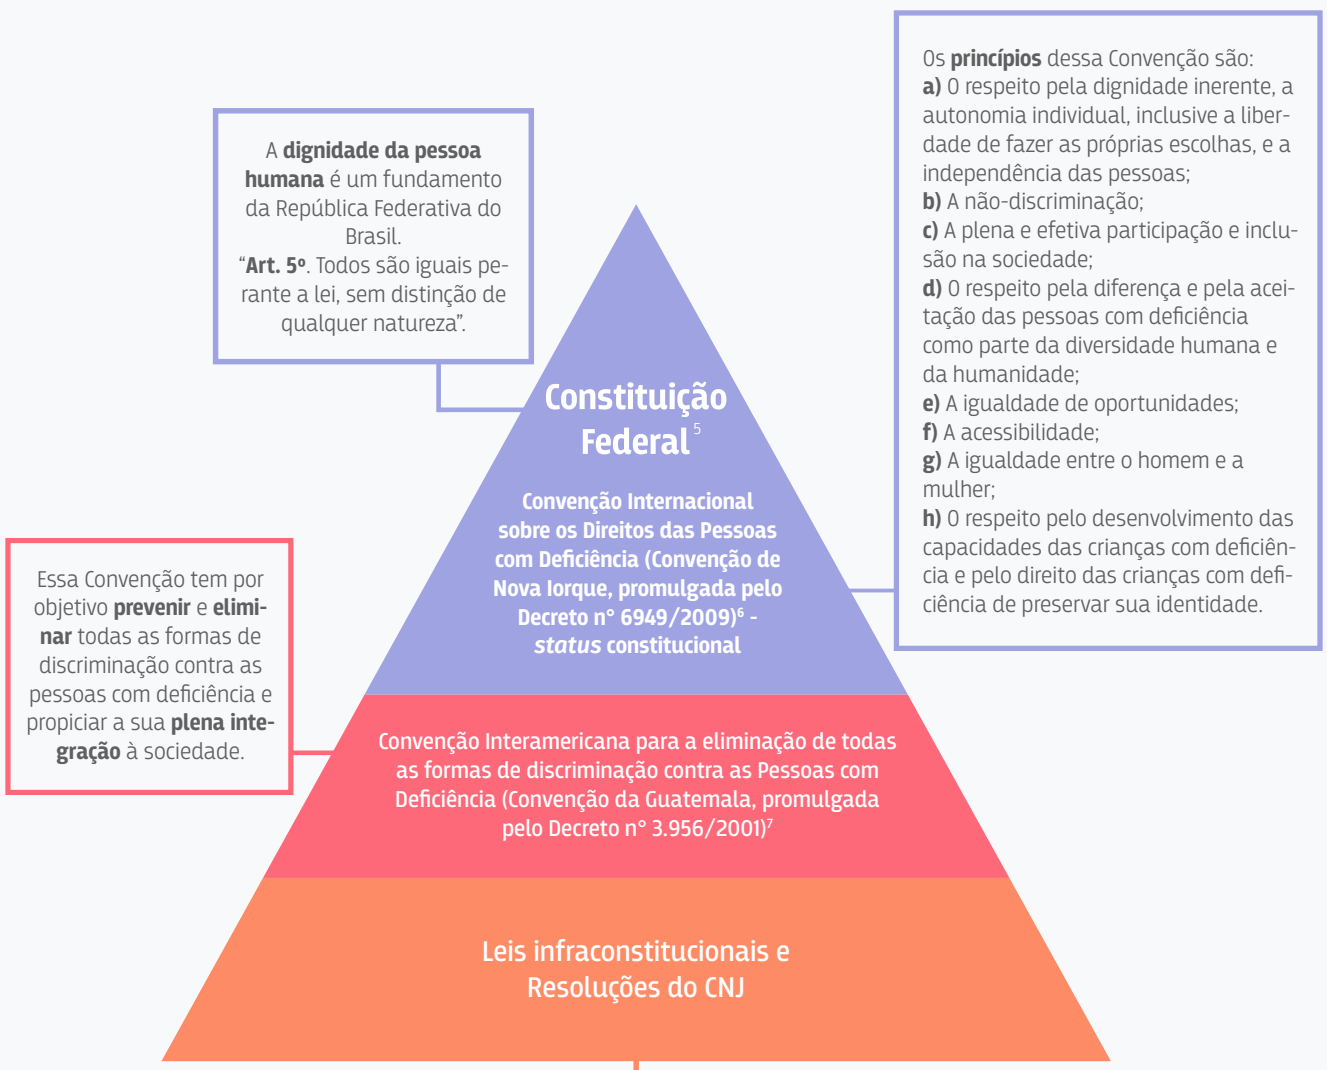 A dignidade da pessoa
humana é um fundamento
da República Federativa do
Brasil.
“Art. 5º. Todos são iguais pe-
rante a lei, sem distinção de
qualquer natureza”.
Os princípios dessa Convenção são:
a) O respeito pela dignidade inerente, a
autonomia individual, inclusive a liber-
dade de fazer as próprias escolhas, e a
independência das pessoas;
b) A não-discriminação;
c) A plena e efetiva participação e inclu-
são na sociedade;
d) O respeito pela diferença e pela acei-
tação das pessoas com deficiência
como parte da diversidade humana e
da humanidade;
e) A igualdade de oportunidades;
f) A acessibilidade;
g) A igualdade entre o homem e a
mulher;
h) O respeito pelo desenvolvimento das
capacidades das crianças com deficiên-
cia e pelo direito das crianças com defi-
ciência de preservar sua identidade.
Constituição
Federal⁵
Convenção Internacional
sobre os Direitos das Pessoas
com Deficiência (Convenção de
Nova Iorque, promulgada pelo
Decreto n° 6949/2009)⁶ -
status constitucional
Essa Convenção tem por
objetivo prevenir e elimi-
nar todas as formas de
discriminação contra as
pessoas com deficiência e
propiciar a sua plena inte-
gração à sociedade.
Convenção Interamericana para a eliminação de todas
as formas de discriminação contra as Pessoas com
Deficiência (Convenção da Guatemala, promulgada
pelo Decreto n° 3.956/2001)⁷
Leis infraconstitucionais e
Resoluções do CNJ